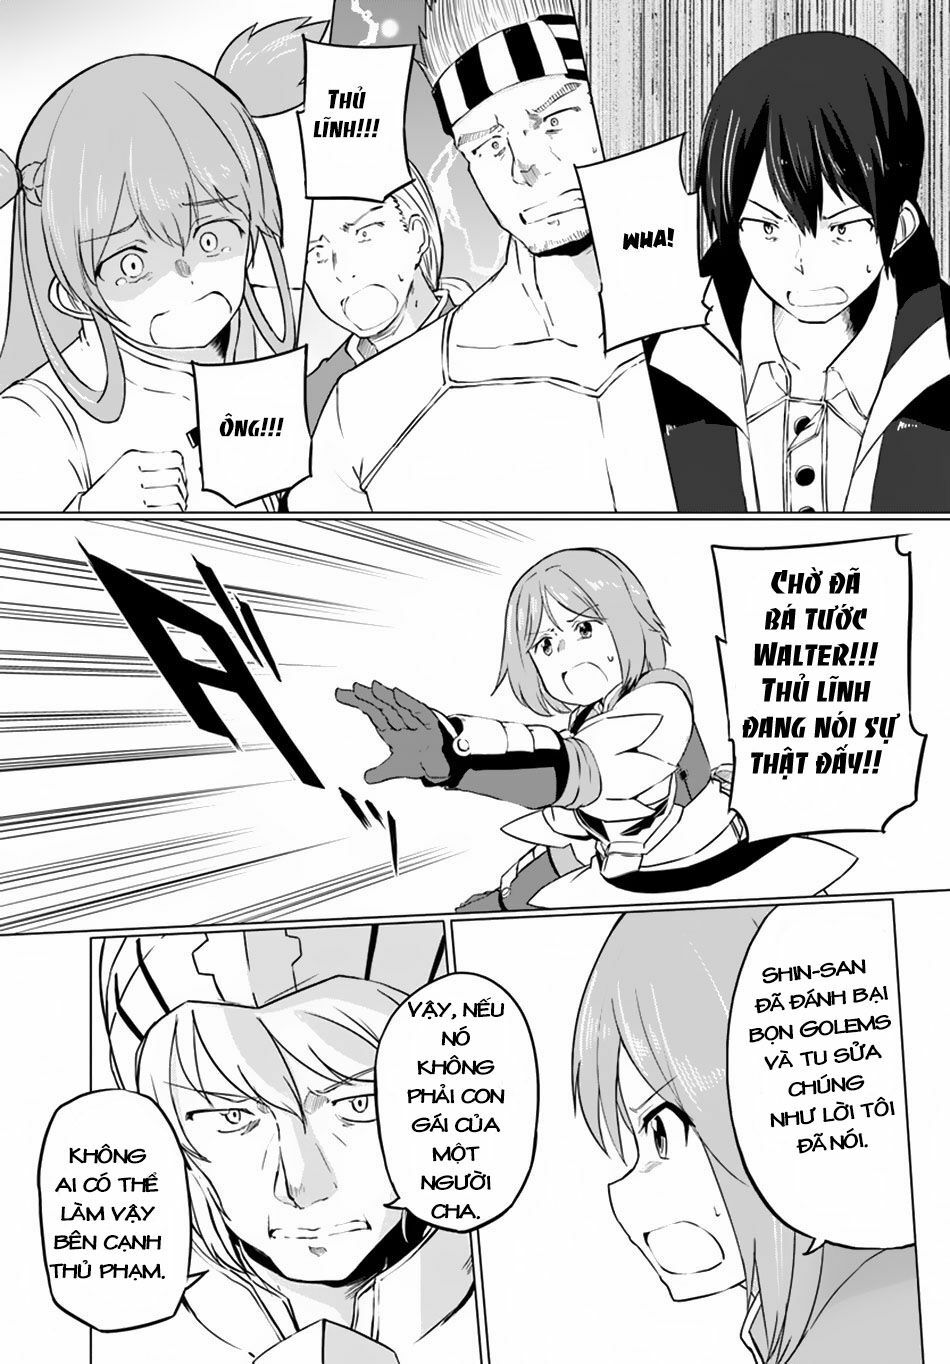 WHA!
THỦ
LĨNH!!!
ÔNG!!!
CHỜ ĐÃ
BÁ TƯỚC
WALTER!!!
THỦ LĨNH
ĐANG NÓI SỰ
THẬT ĐẤY!!
SHIN-SAN
ĐÃ ĐÁNH BẠI
BỌN GOLEMS
VÀ TU SỬA
CHÚNG
NHƯ LỜI TÔI
ĐÃ NÓI.
VẬY, NẾU
NÓ
KHÔNG
PHẢI CON
GÁI CỦA
MỘT
NGƯỜI
CHA.
KHÔNG
AI CÓ THỂ
LÀM VẬY
BÊN CẠNH
THỦ PHẠM.